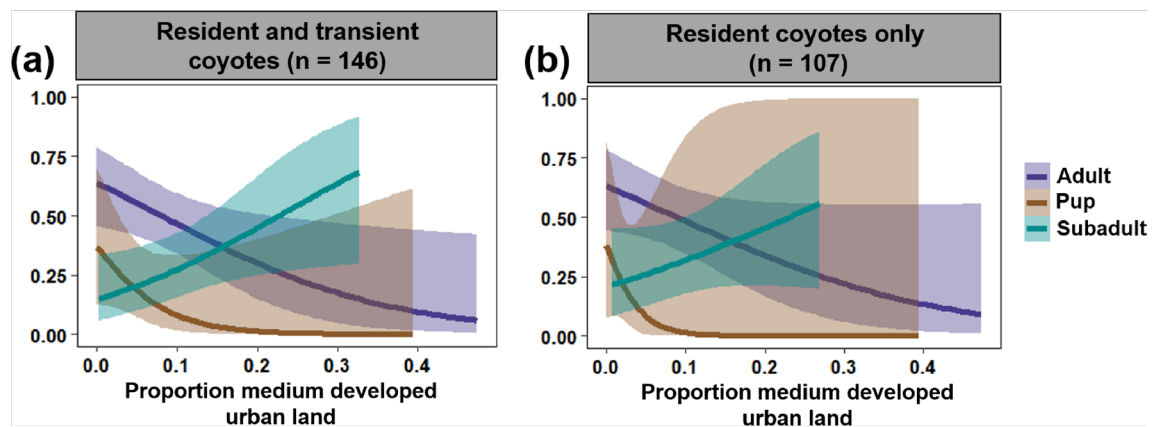 (a)
Resident and transient
coyotes (n = 146)
1.00
0.75
0.50
0.25
0.00
0.0 0.1 0.2 0.3 0.4
Proportion medium developed
urban land
(b)
Resident coyotes only
(n = 107)
1.00
0.75
0.50
0.25
0.00
0.0 0.1 0.2 0.3 0.4
Proportion medium developed
urban land
Adult
Pup
Subadult